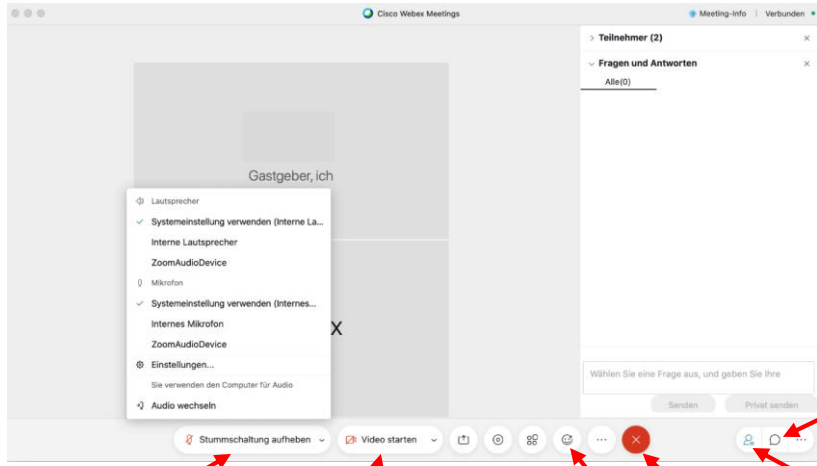 Cisco Webex Meetings
Meeting-Info
Verbunden
Teilnehmer (2)
Fragen und Antworten
Alle(0)
Gastgeber, ich
Lautsprecher
Systemeinstellung verwenden (Interne La...
Interne Lautsprecher
ZoomAudioDevice
Mikrofon
Systemeinstellung verwenden (Internes...
Internes Mikrofon
ZoomAudioDevice
Einstellungen...
Sie verwenden den Computer für Audio
Audio wechseln
x
Wählen Sie eine Frage aus, und geben Sie Ihre
Senden
Privat senden
Stummschaltung aufheben
Video starten